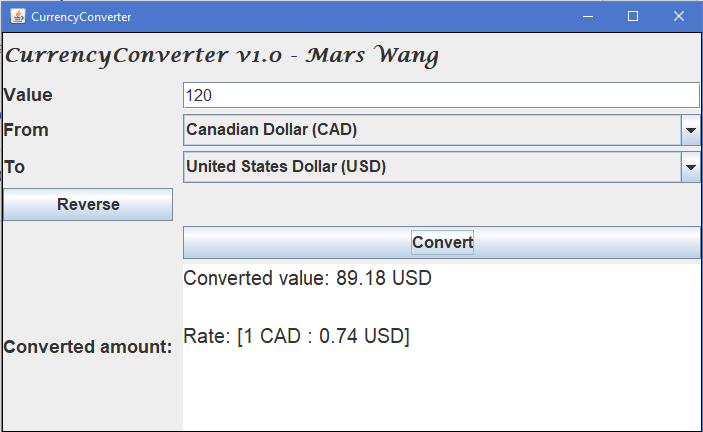 CurrencyConverter
CurrencyConverter v1.0 - Mars Wang
Value 120
From Canadian Dollar (CAD)
To United States Dollar (USD)
Reverse
Convert
Converted value: 89.18 USD
Rate: [1 CAD : 0.74 USD]
Converted amount: